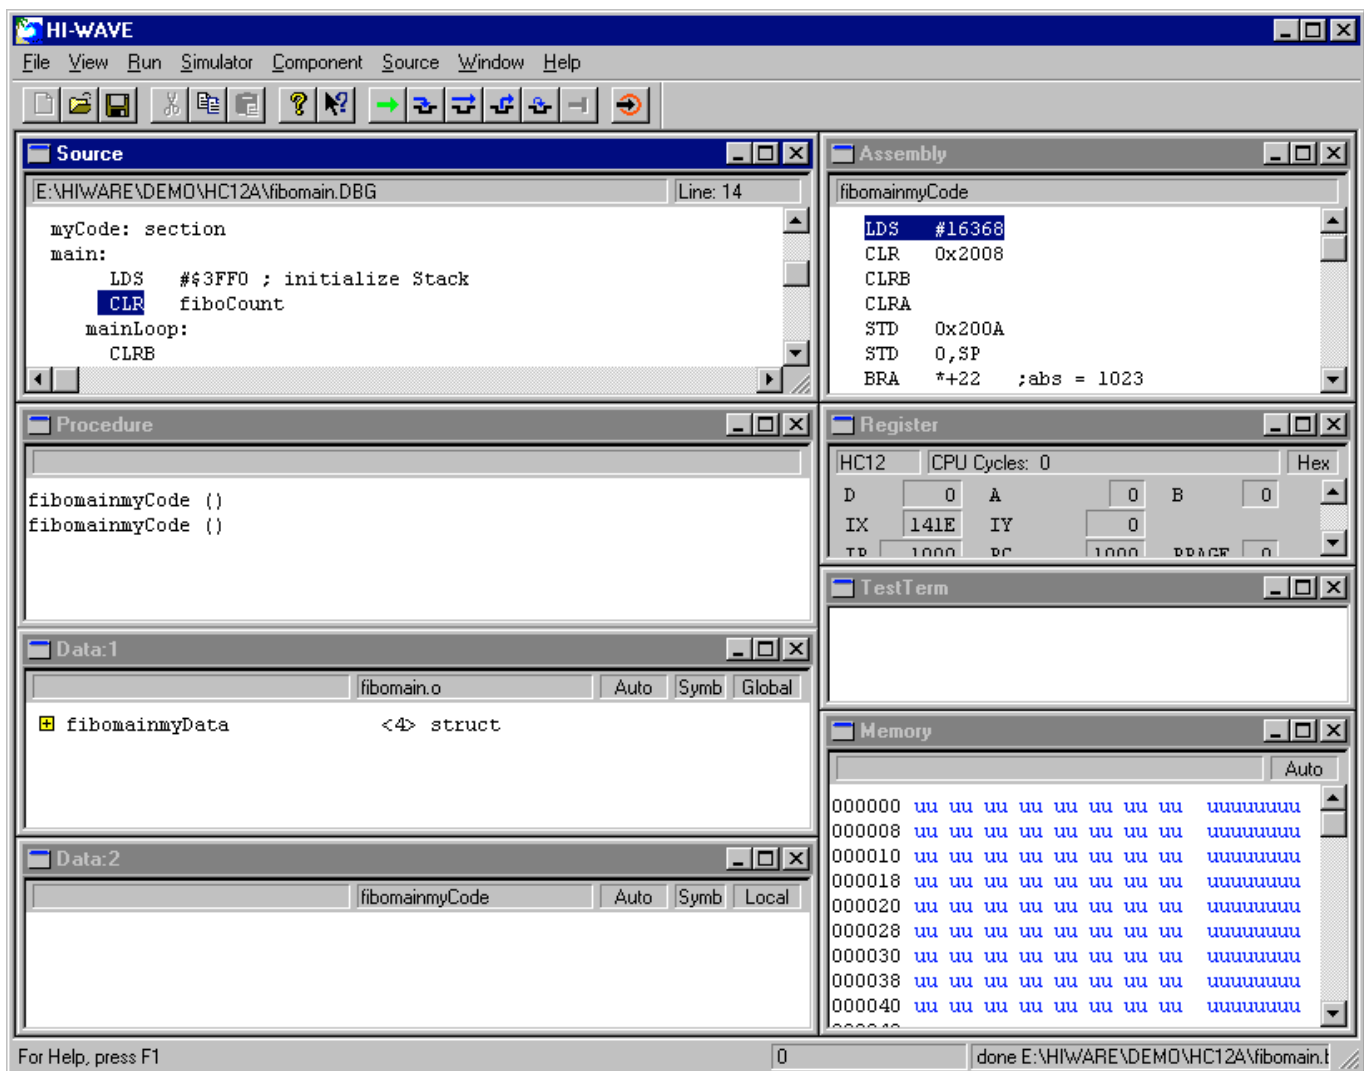 HI-WAVE
File View Run Simulator Component Source Window Help
Source
E:\HIWARE\DEMO\HC12A\fibomain.DBG Line: 14
myCode: section
main:
LDS #$3FF0 ; initialize Stack
CLR fiboCount
mainLoop:
CLRB
Assembly
fibomainmyCode
LDS #16368
CLR 0x2008
CLRB
CLRA
STD 0x200A
STD 0,SP
BRA *+22 ;abs = 1023
Procedure
fibomainmyCode ()
fibomainmyCode ()
Register
HC12 CPU Cycles: 0 Hex
D 0 A 0 B 0
IX 141E IY 0
IP 1000 PC 1000 PPAGE 0
TestTerm
Data:1
fibomain.o Auto Symb Global
fibomainmyData <4> struct
Memory
Auto
000000 uu uu uu uu uu uu uu uu uuuuuuuu
000008 uu uu uu uu uu uu uu uu uuuuuuuu
000010 uu uu uu uu uu uu uu uu uuuuuuuu
000018 uu uu uu uu uu uu uu uu uuuuuuuu
000020 uu uu uu uu uu uu uu uu uuuuuuuu
000028 uu uu uu uu uu uu uu uu uuuuuuuu
000030 uu uu uu uu uu uu uu uu uuuuuuuu
000038 uu uu uu uu uu uu uu uu uuuuuuuu
000040 uu uu uu uu uu uu uu uu uuuuuuuu
Data:2
fibomainmyCode Auto Symb Local
For Help, press F1 0 done E:\HIWARE\DEMO\HC12A\fibomain.